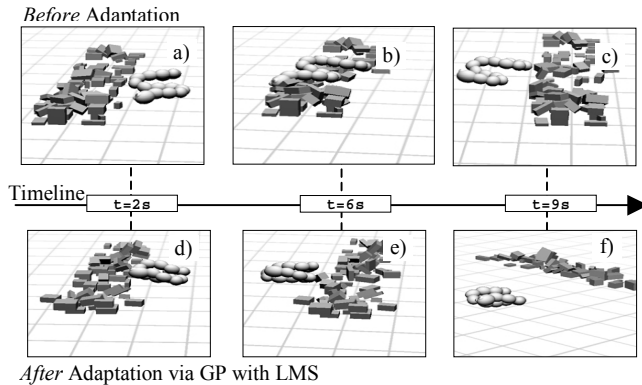 Before Adaptation
a)
b)
c)
Timeline
t=2s
t=6s
t=9s
d)
e)
f)
After Adaptation via GP with LMS